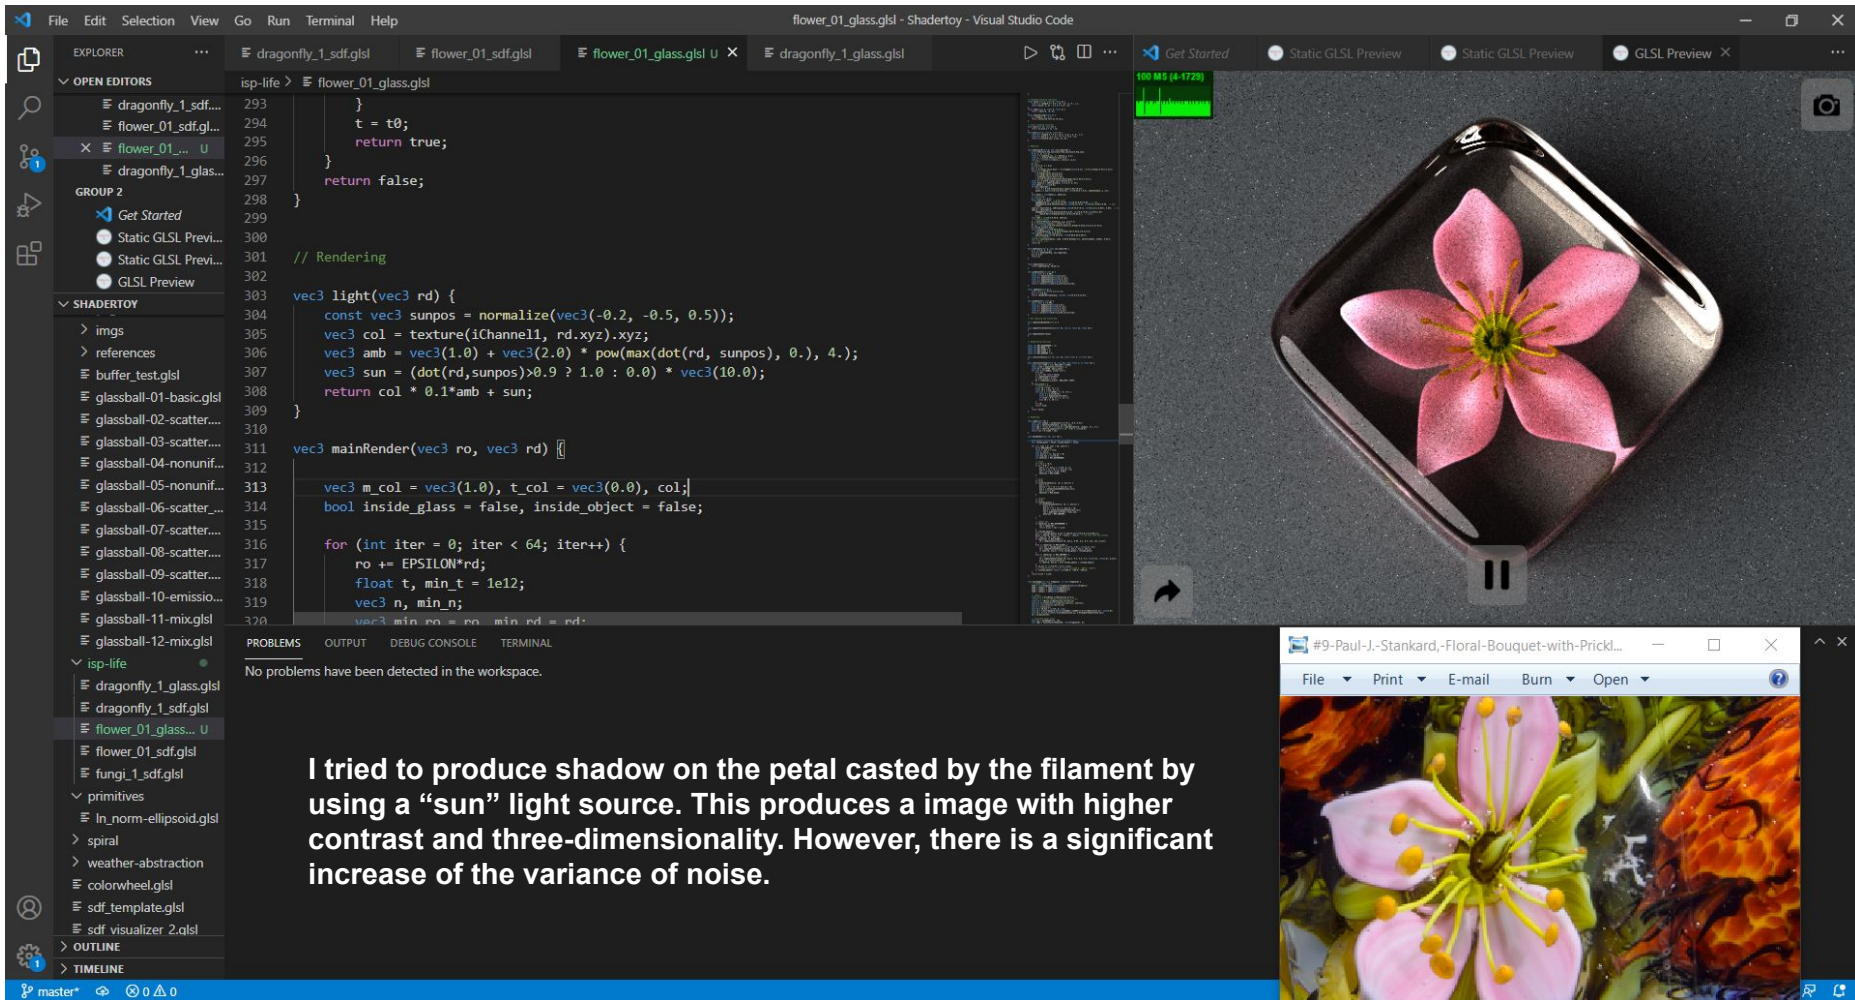 File Edit Selection View Go Run Terminal Help
flower_01_glass.glsl - Shadertoy - Visual Studio Code
EXPLORER
OPEN EDITORS
dragonfly_1_sdf....
flower_01_sdf.gl...
flower_01_... U
dragonfly_1_glas...
GROUP 2
Get Started
Static GLSL Previ...
Static GLSL Previ...
GLSL Preview
SHADERTOY
imgs
references
buffer_test.glsl
glassball-01-basic.glsl
glassball-02-scatter....
glassball-03-scatter....
glassball-04-nonunif...
glassball-05-nonunif...
glassball-06-scatter_...
glassball-07-scatter....
glassball-08-scatter....
glassball-09-scatter....
glassball-10-emissio...
glassball-11-mix.glsl
glassball-12-mix.glsl
isp-life
dragonfly_1_glass.glsl
dragonfly_1_sdf.glsl
flower_01_glass... U
flower_01_sdf.glsl
fungi_1_sdf.glsl
primitives
ln_norm-ellipsoid.glsl
spiral
weather-abstraction
colorwheel.glsl
sdf_template.glsl
sdf visualizer 2.glsl
OUTLINE
TIMELINE
dragonfly_1_sdf.glsl flower_01_sdf.glsl flower_01_glass.glsl U dragonfly_1_glass.glsl
isp-life > flower_01_glass.glsl
293 }
294 t = t0;
295 return true;
296 }
297 return false;
298 }
299
300
301 // Rendering
302
303 vec3 light(vec3 rd) {
304 const vec3 sunpos = normalize(vec3(-0.2, -0.5, 0.5));
305 vec3 col = texture(iChannel1, rd.xyz).xyz;
306 vec3 amb = vec3(1.0) + vec3(2.0) * pow(max(dot(rd, sunpos), 0.), 4.);
307 vec3 sun = (dot(rd,sunpos)>0.9 ? 1.0 : 0.0) * vec3(10.0);
308 return col * 0.1*amb + sun;
309 }
310
311 vec3 mainRender(vec3 ro, vec3 rd) {
312
313 vec3 m_col = vec3(1.0), t_col = vec3(0.0), col;
314 bool inside_glass = false, inside_object = false;
315
316 for (int iter = 0; iter < 64; iter++) {
317 ro += EPSILON*rd;
318 float t, min_t = 1e12;
319 vec3 n, min_n;
320 vec3 min_ro = ro, min_rd = rd;
Get Started Static GLSL Preview Static GLSL Preview GLSL Preview
100 MS (4-1729)
PROBLEMS OUTPUT DEBUG CONSOLE TERMINAL
No problems have been detected in the workspace.
I tried to produce shadow on the petal casted by the filament by
using a “sun” light source. This produces a image with higher
contrast and three-dimensionality. However, there is a significant
increase of the variance of noise.
#9-Paul-J.-Stankard,-Floral-Bouquet-with-Prickl...
File Print E-mail Burn Open
master* 0 0